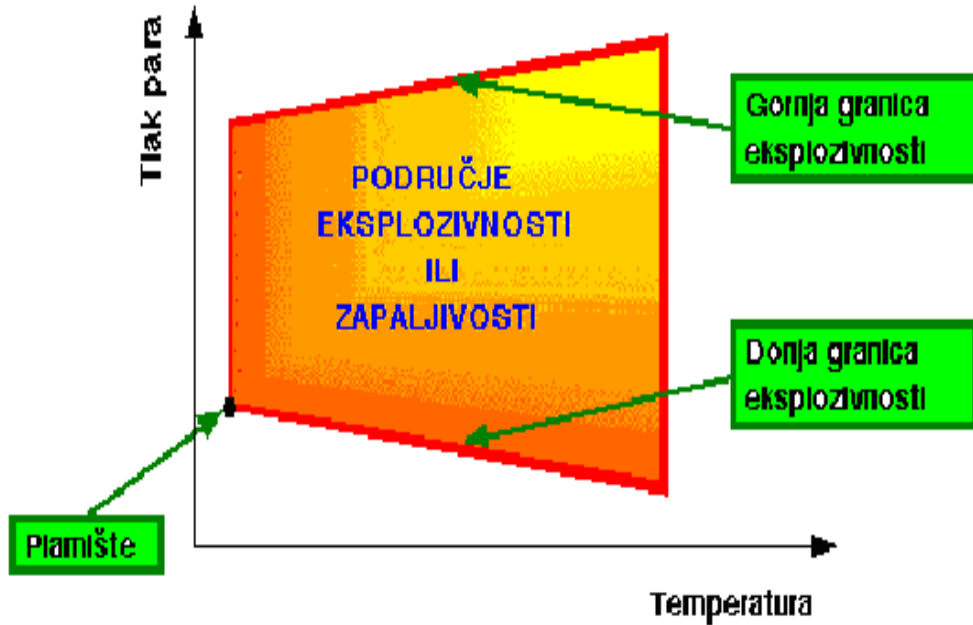 Tlak para
Gornja granica
eksplozivnosti
PODRUČJE
EKSPLOZIVNOSTI
ILI
ZAPALJIVOSTI
Donja granica
eksplozivnosti
Plamište
Temperatura